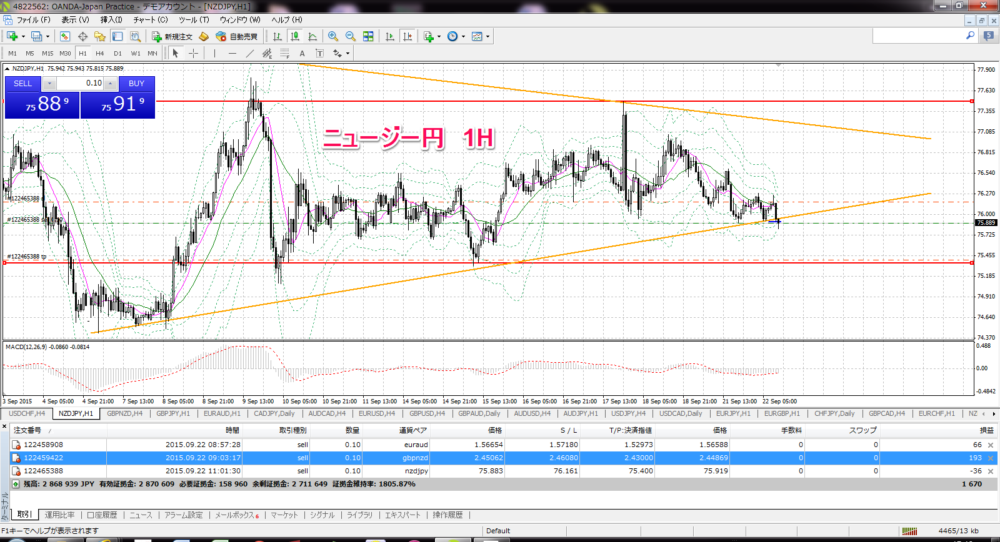 4822562: OANDA-Japan Practice - デモアカウント - [NZDJPY,H1]
ファイル (F) 表示 (V) 挿入(I) チャート (C) ツール (T) ウィンドウ (W) ヘルプ (H)
新規注文 自動売買 5
M1 M5 M15 M30 H1 H4 D1 W1 MN A T
NZDJPY,H1 75.942 75.943 75.815 75.889
SELL 0.10 BUY
75 88 9 75 91 9
ニュージー円 1H
77.900
77.630
77.355
77.085
76.815
76.540
76.270
76.000
75.889
75.725
75.455
75.185
74.910
74.640
74.370
#122465388 tp
MACD(12,26,9) -0.0860 -0.0814
0.488
0.00
-0.4842
3 Sep 2015 4 Sep 05:00 4 Sep 21:00 7 Sep 13:00 8 Sep 05:00 8 Sep 21:00 9 Sep 13:00 10 Sep 05:00 10 Sep 21:00 11 Sep 13:00 14 Sep 05:00 14 Sep 21:00 15 Sep 13:00 16 Sep 05:00 16 Sep 21:00 17 Sep 13:00 18 Sep 05:00 18 Sep 21:00 21 Sep 13:00 22 Sep 05:00
USDCHF,H4 NZDJPY,H1 GBPNZD,H4 GBPJPY,H1 EURAUD,H1 CADJPY,Daily AUDCAD,H4 EURUSD,H4 GBPUSD,H4 GBPAUD,Daily AUDUSD,H4 AUDJPY,H1 USDJPY,H4 USDCAD,Daily EURJPY,H1 EURGBP,H1 CHFJPY,Daily GBPCAD,H4 EURCHF,H1 NZ
注文番号 / 時間 取引種別 数量 通貨ペア 価格 S / L T/P:決済指値 価格 手数料 スワップ 損益
122458908 2015.09.22 08:57:28 sell 0.10 euraud 1.56654 1.57180 1.52973 1.56588 0 0 66
122459422 2015.09.22 09:03:17 sell 0.10 gbpnzd 2.45062 2.46080 2.43000 2.44869 0 0 193
122465388 2015.09.22 11:01:30 sell 0.10 nzdjpy 75.883 76.161 75.400 75.919 0 0 -36
残高: 2 868 939 JPY 有効証拠金: 2 870 609 必要証拠金: 158 960 余剰証拠金: 2 711 649 証拠金維持率: 1805.87% 1 670
ターミナル
取引 運用比率 口座履歴 ニュース アラーム設定 メールボックス 6 マーケット シグナル ライブラリ エキスパート 操作履歴
F1キーでヘルプが表示されます Default 4465/13 kb